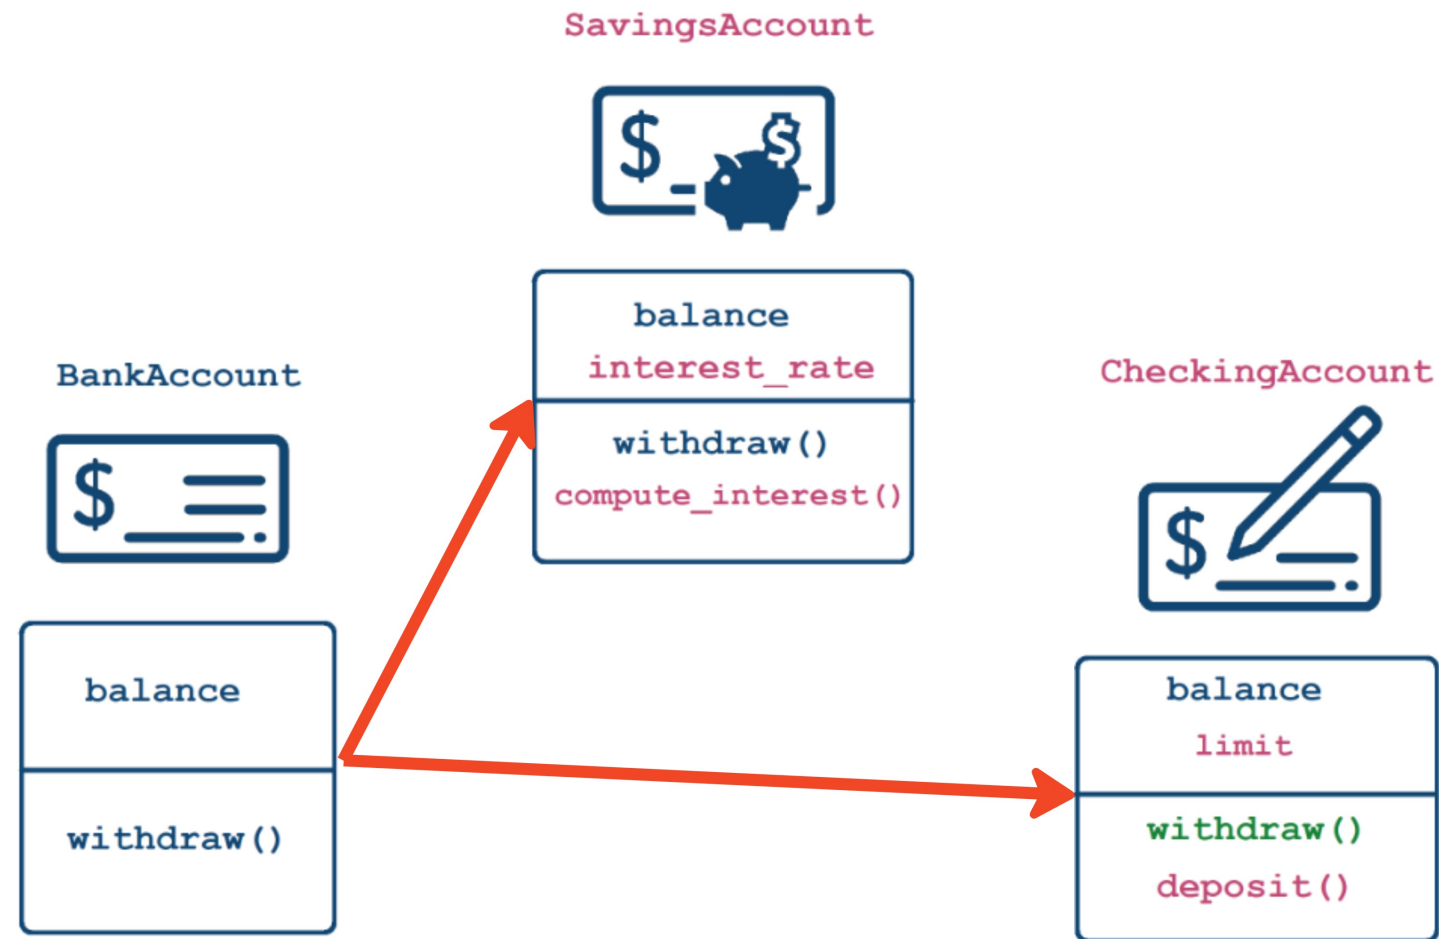 SavingsAccount
$
$
balance
interest_rate
withdraw()
compute_interest()
BankAccount
$
balance
withdraw()
CheckingAccount
$
balance
limit
withdraw()
deposit()